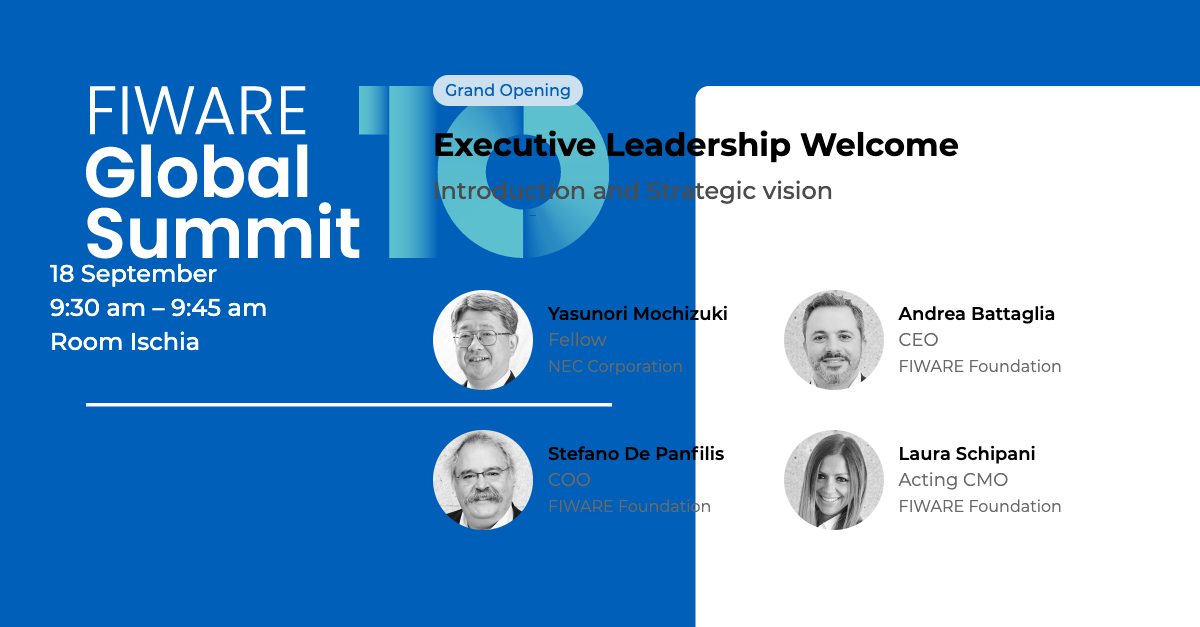 FIWARE
Global
Summit
10
18 September
9:30 am – 9:45 am
Room Ischia
Grand Opening
Executive Leadership Welcome
Introduction and Strategic vision
Yasunori Mochizuki
Fellow
NEC Corporation
Andrea Battaglia
CEO
FIWARE Foundation
Stefano De Panfilis
COO
FIWARE Foundation
Laura Schipani
Acting CMO
FIWARE Foundation